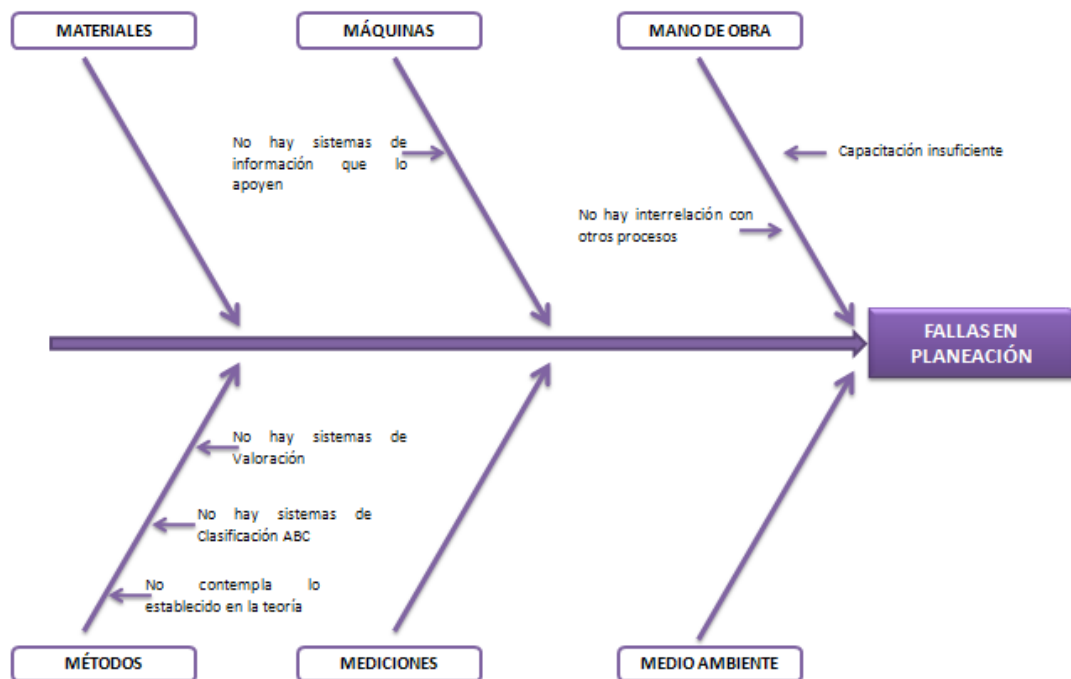 MATERIALES
MÁQUINAS
MANO DE OBRA
No hay sistemas de
información que lo
apoyen
Capacitación insuficiente
No hay interrelación con
otros procesos
FALLAS EN
PLANEACIÓN
No hay sistemas de
Valoración
No hay sistemas de
Clasificación ABC
No contempla lo
establecido en la teoría
MÉTODOS
MEDICIONES
MEDIO AMBIENTE